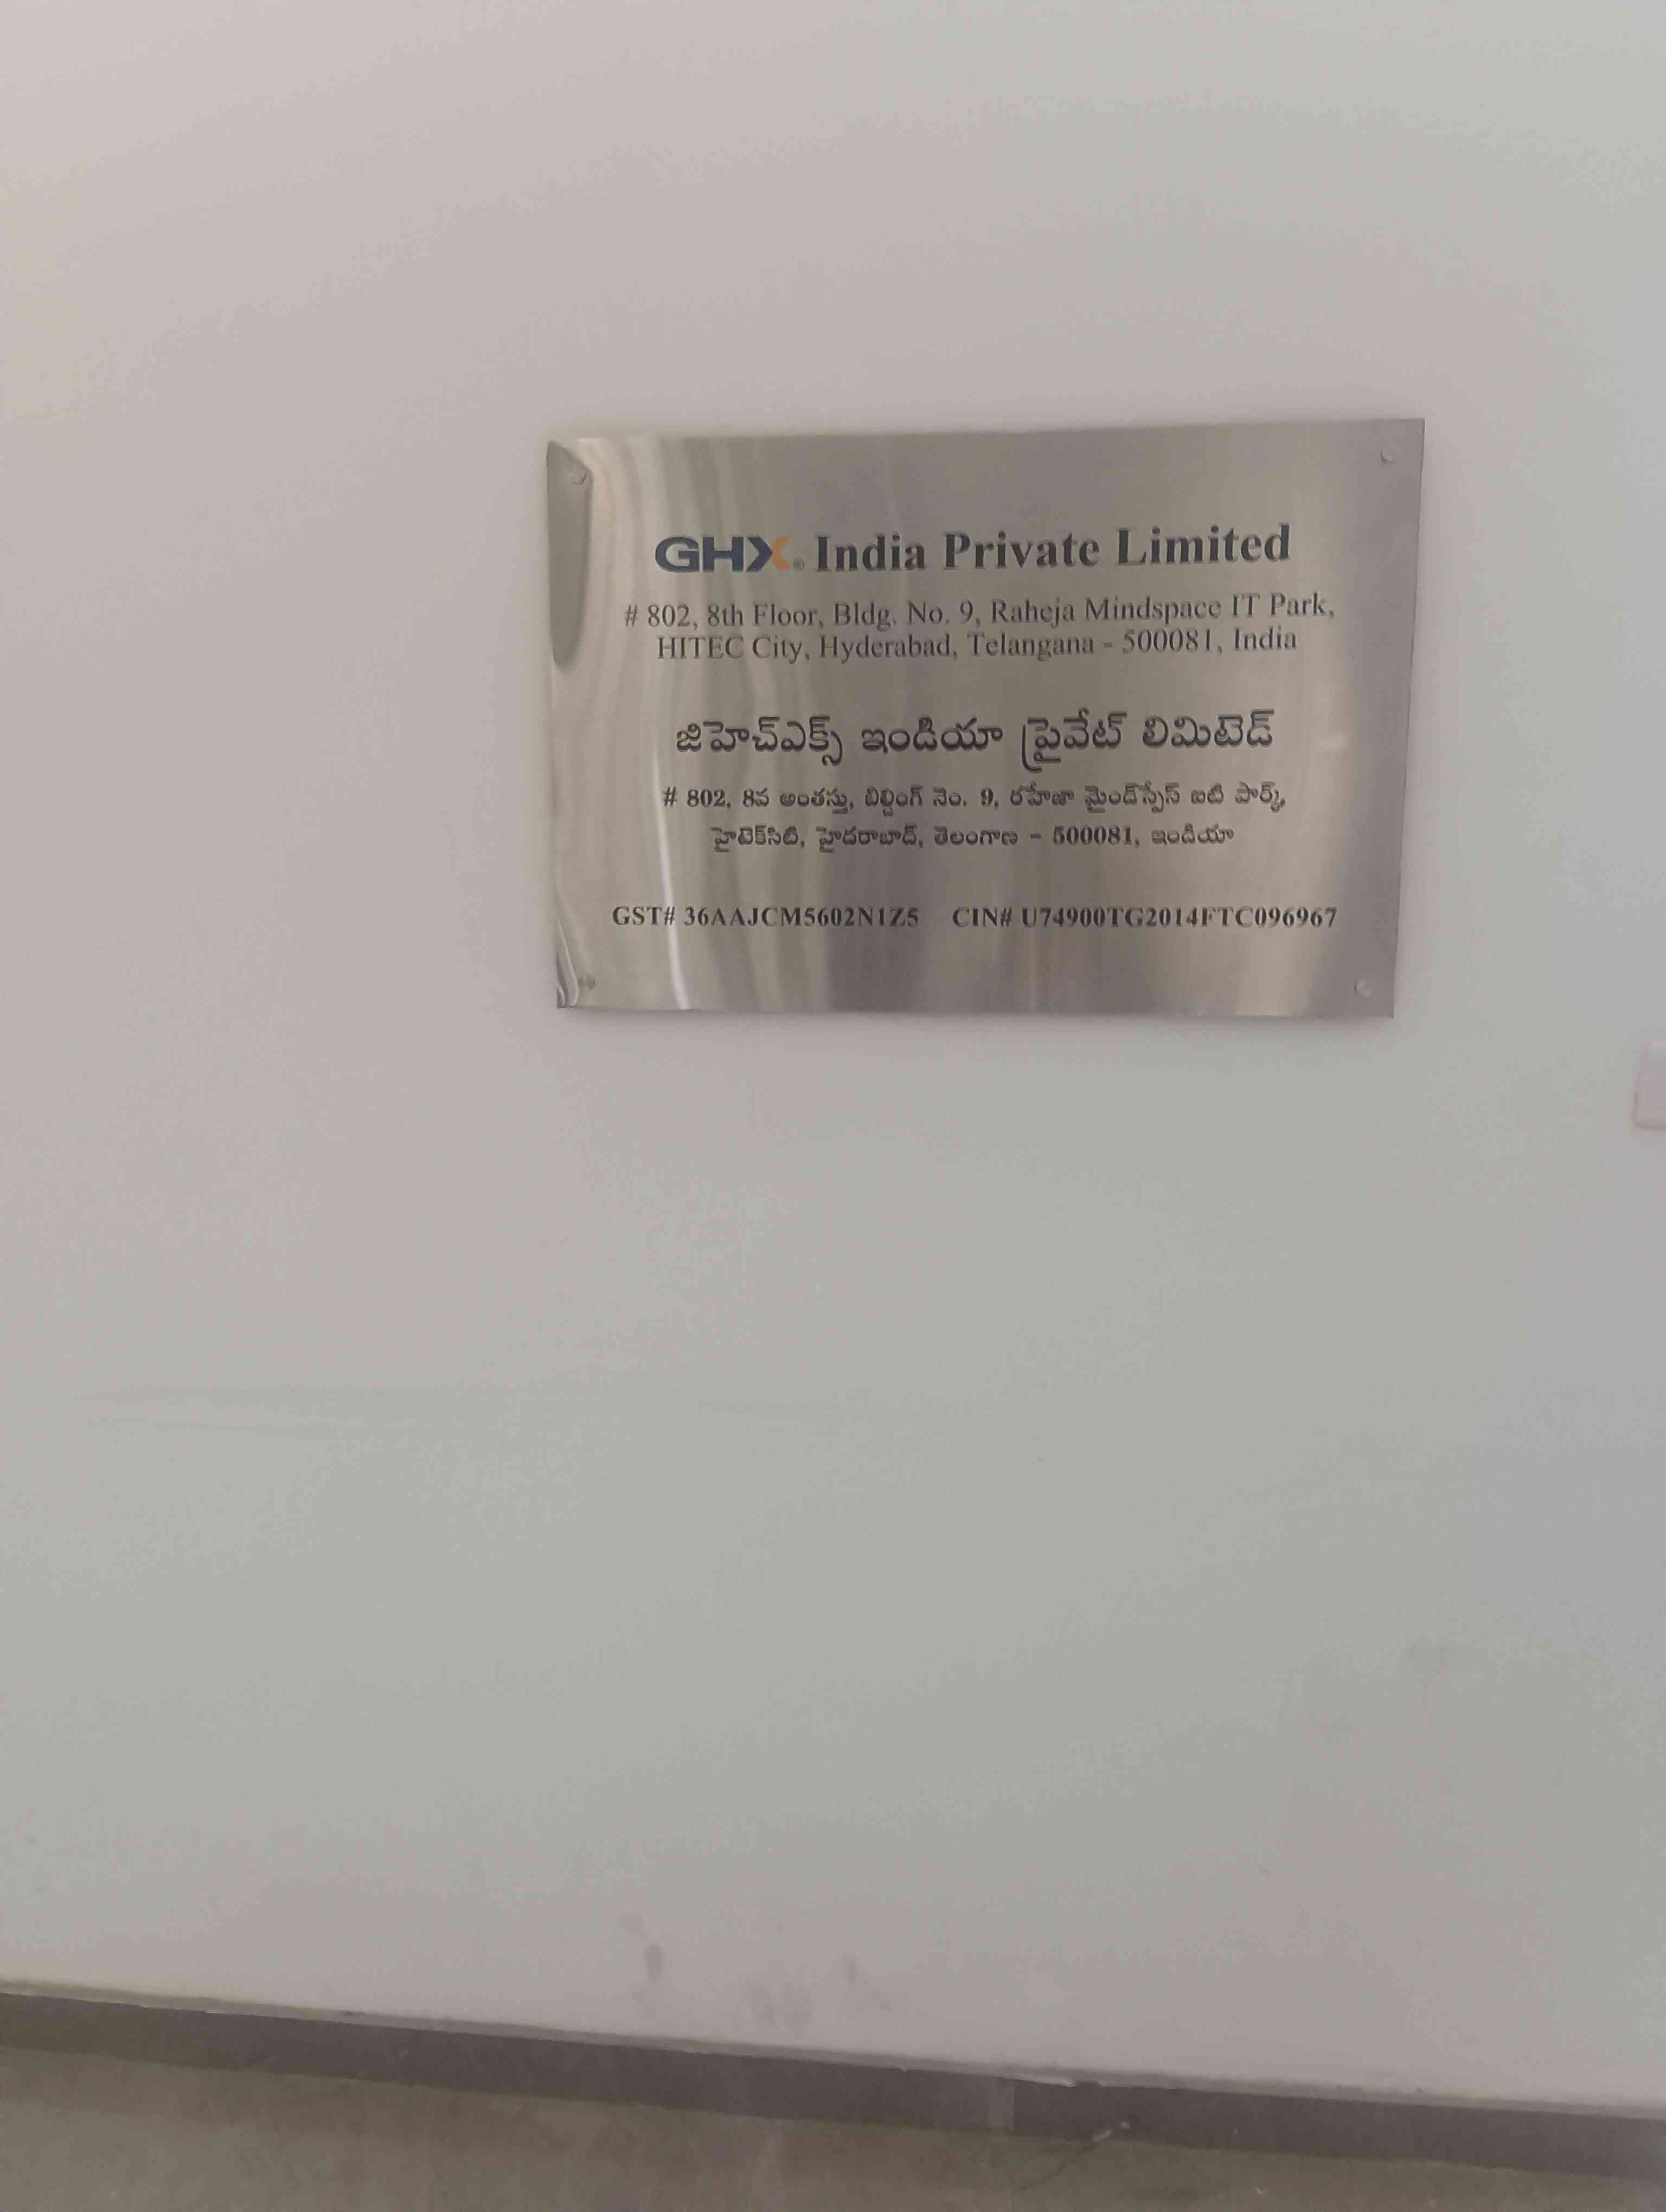 GHX® India Private Limited
# 802, 8th Floor, Bldg. No. 9, Raheja Mindspace IT Park,
HITEC City, Hyderabad, Telangana - 500081, India
జిహెచ్ఎక్స్ ఇండియా ప్రైవేట్ లిమిటెడ్
# 802, 8వ అంతస్తు, బిల్డింగ్ నెం. 9, రహేజా మైండ్‌స్పేస్ ఐటి పార్క్,
హైటెక్‌సిటి, హైదరాబాద్, తెలంగాణ - 500081, ఇండియా
GST# 36AAJCM5602N1Z5 CIN# U74900TG2014FTC096967